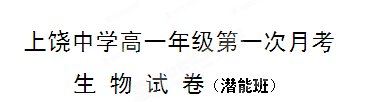 上饶中学高一年级第一次月考
生 物 试 卷（潜能班）